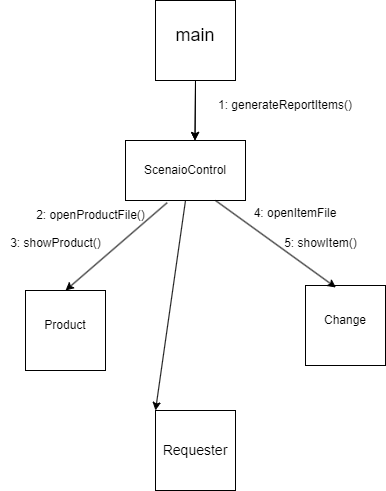 main
1: generateReportItems()
ScenaioControl
2: openProductFile()
4: openItemFile
3: showProduct()
5: showItem()
Product
Change
Requester